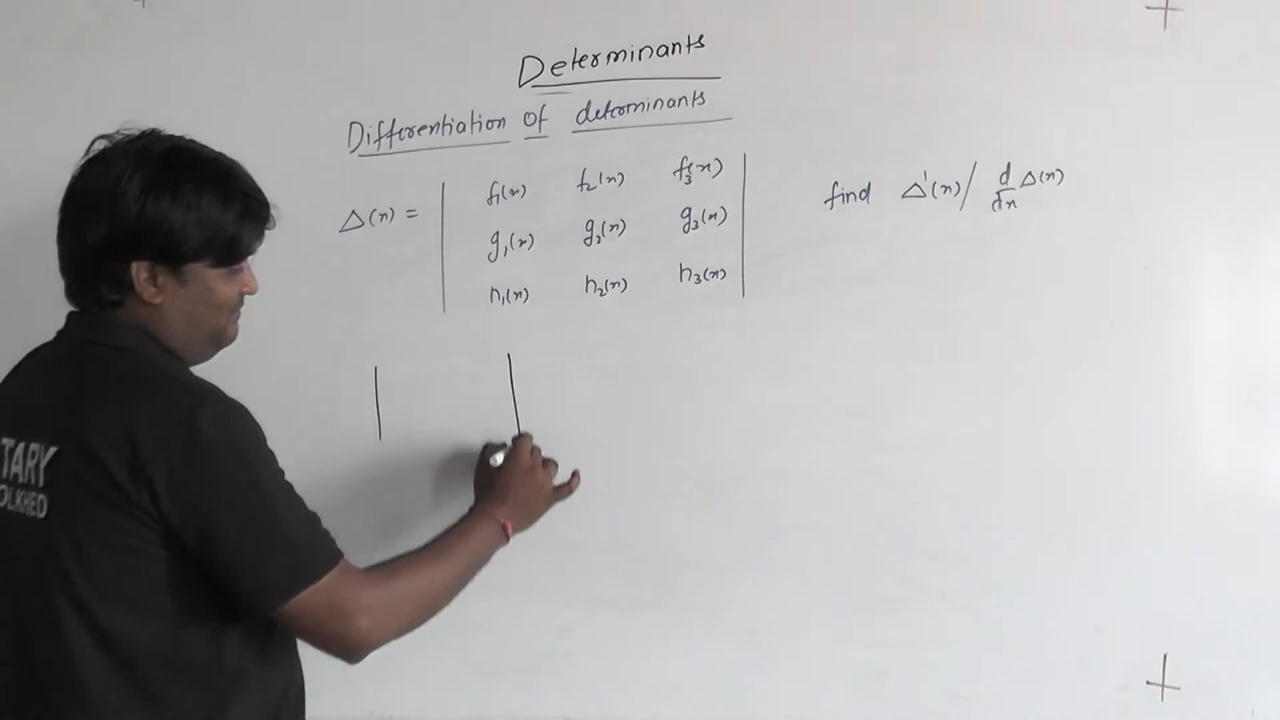 Determinants
Differentiation of determinants
Δ(x) = | f₁(x) f₂(x) f₃(x) |
g₁(x) g₂(x) g₃(x)
h₁(x) h₂(x) h₃(x)
find Δ'(x) / d/dx Δ(x)
TARY
OLKHED